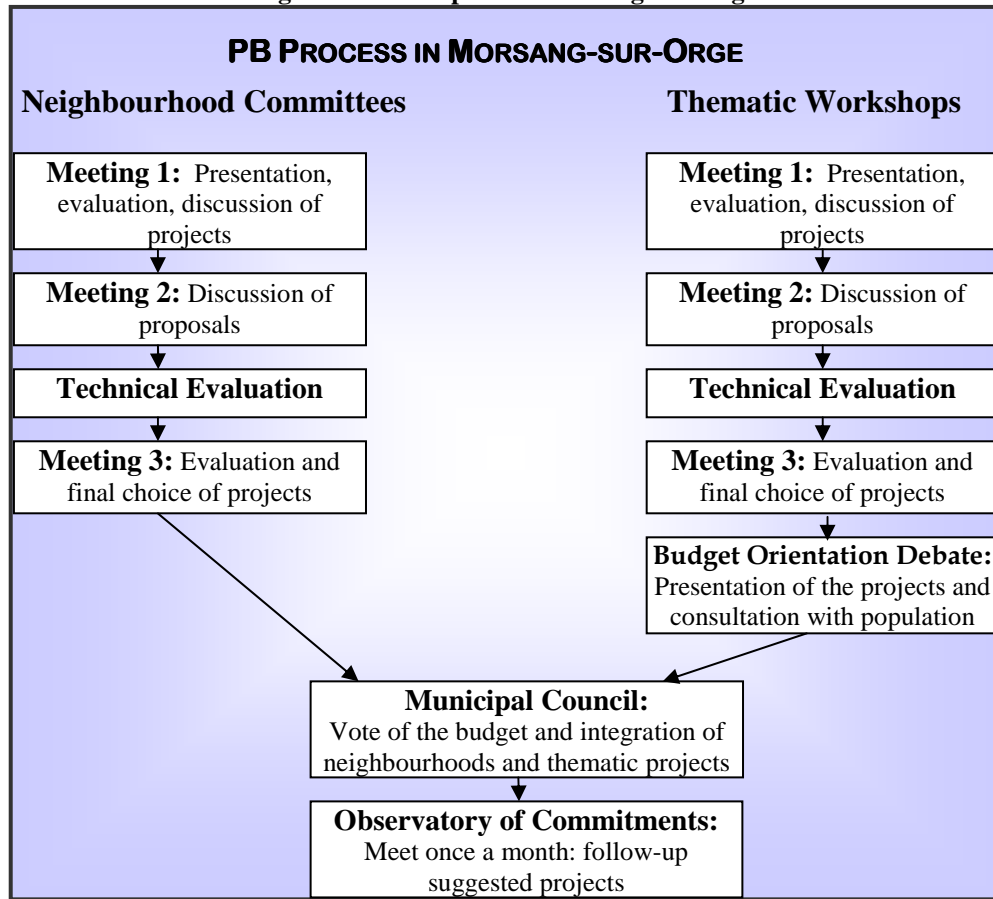 PB PROCESS IN MORSANG-SUR-ORGE
Neighbourhood Committees
Meeting 1: Presentation,
evaluation, discussion of
projects
Meeting 2: Discussion of
proposals
Technical Evaluation
Meeting 3: Evaluation and
final choice of projects
Thematic Workshops
Meeting 1: Presentation,
evaluation, discussion of
projects
Meeting 2: Discussion of
proposals
Technical Evaluation
Meeting 3: Evaluation and
final choice of projects
Budget Orientation Debate:
Presentation of the projects and
consultation with population
Municipal Council:
Vote of the budget and integration of
neighbourhoods and thematic projects
Observatory of Commitments:
Meet once a month: follow-up
suggested projects